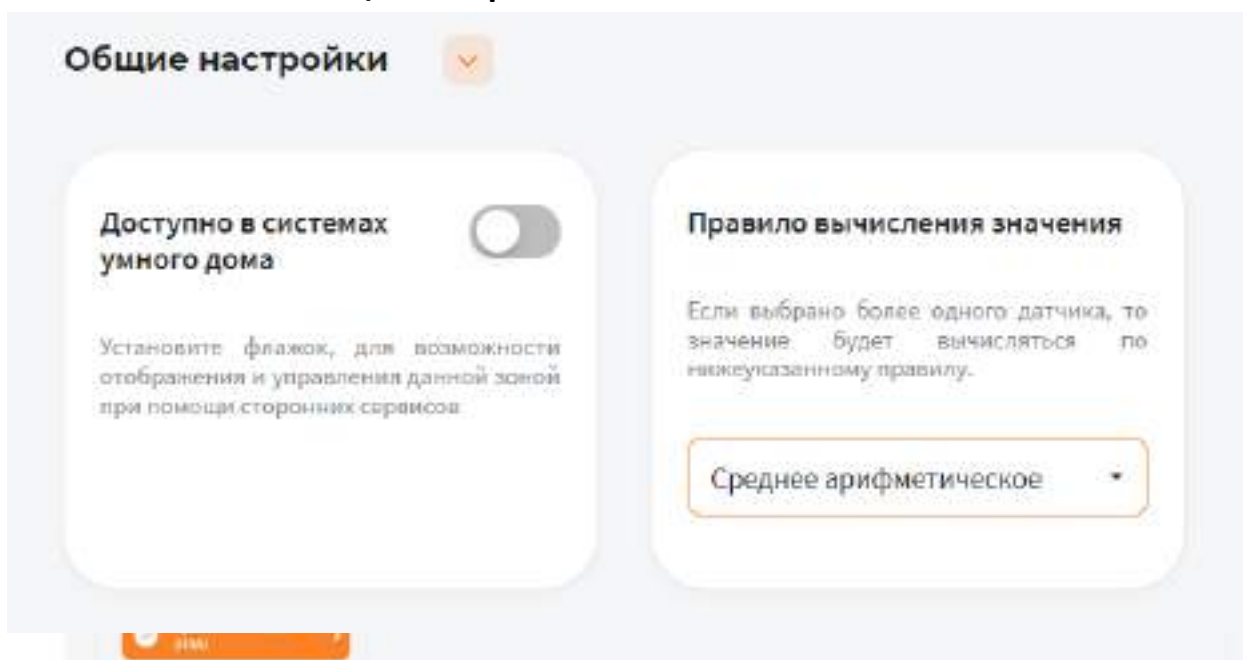 Общие настройки
Доступно в системах
умного дома
Установите флажок, для возможности
отображения и управления данной зоной
при помощи сторонних сервисов
Правило вычисления значения
Если выбрано более одного датчика, то
значение будет вычисляться по
нижеуказанному правилу.
Среднее арифметическое